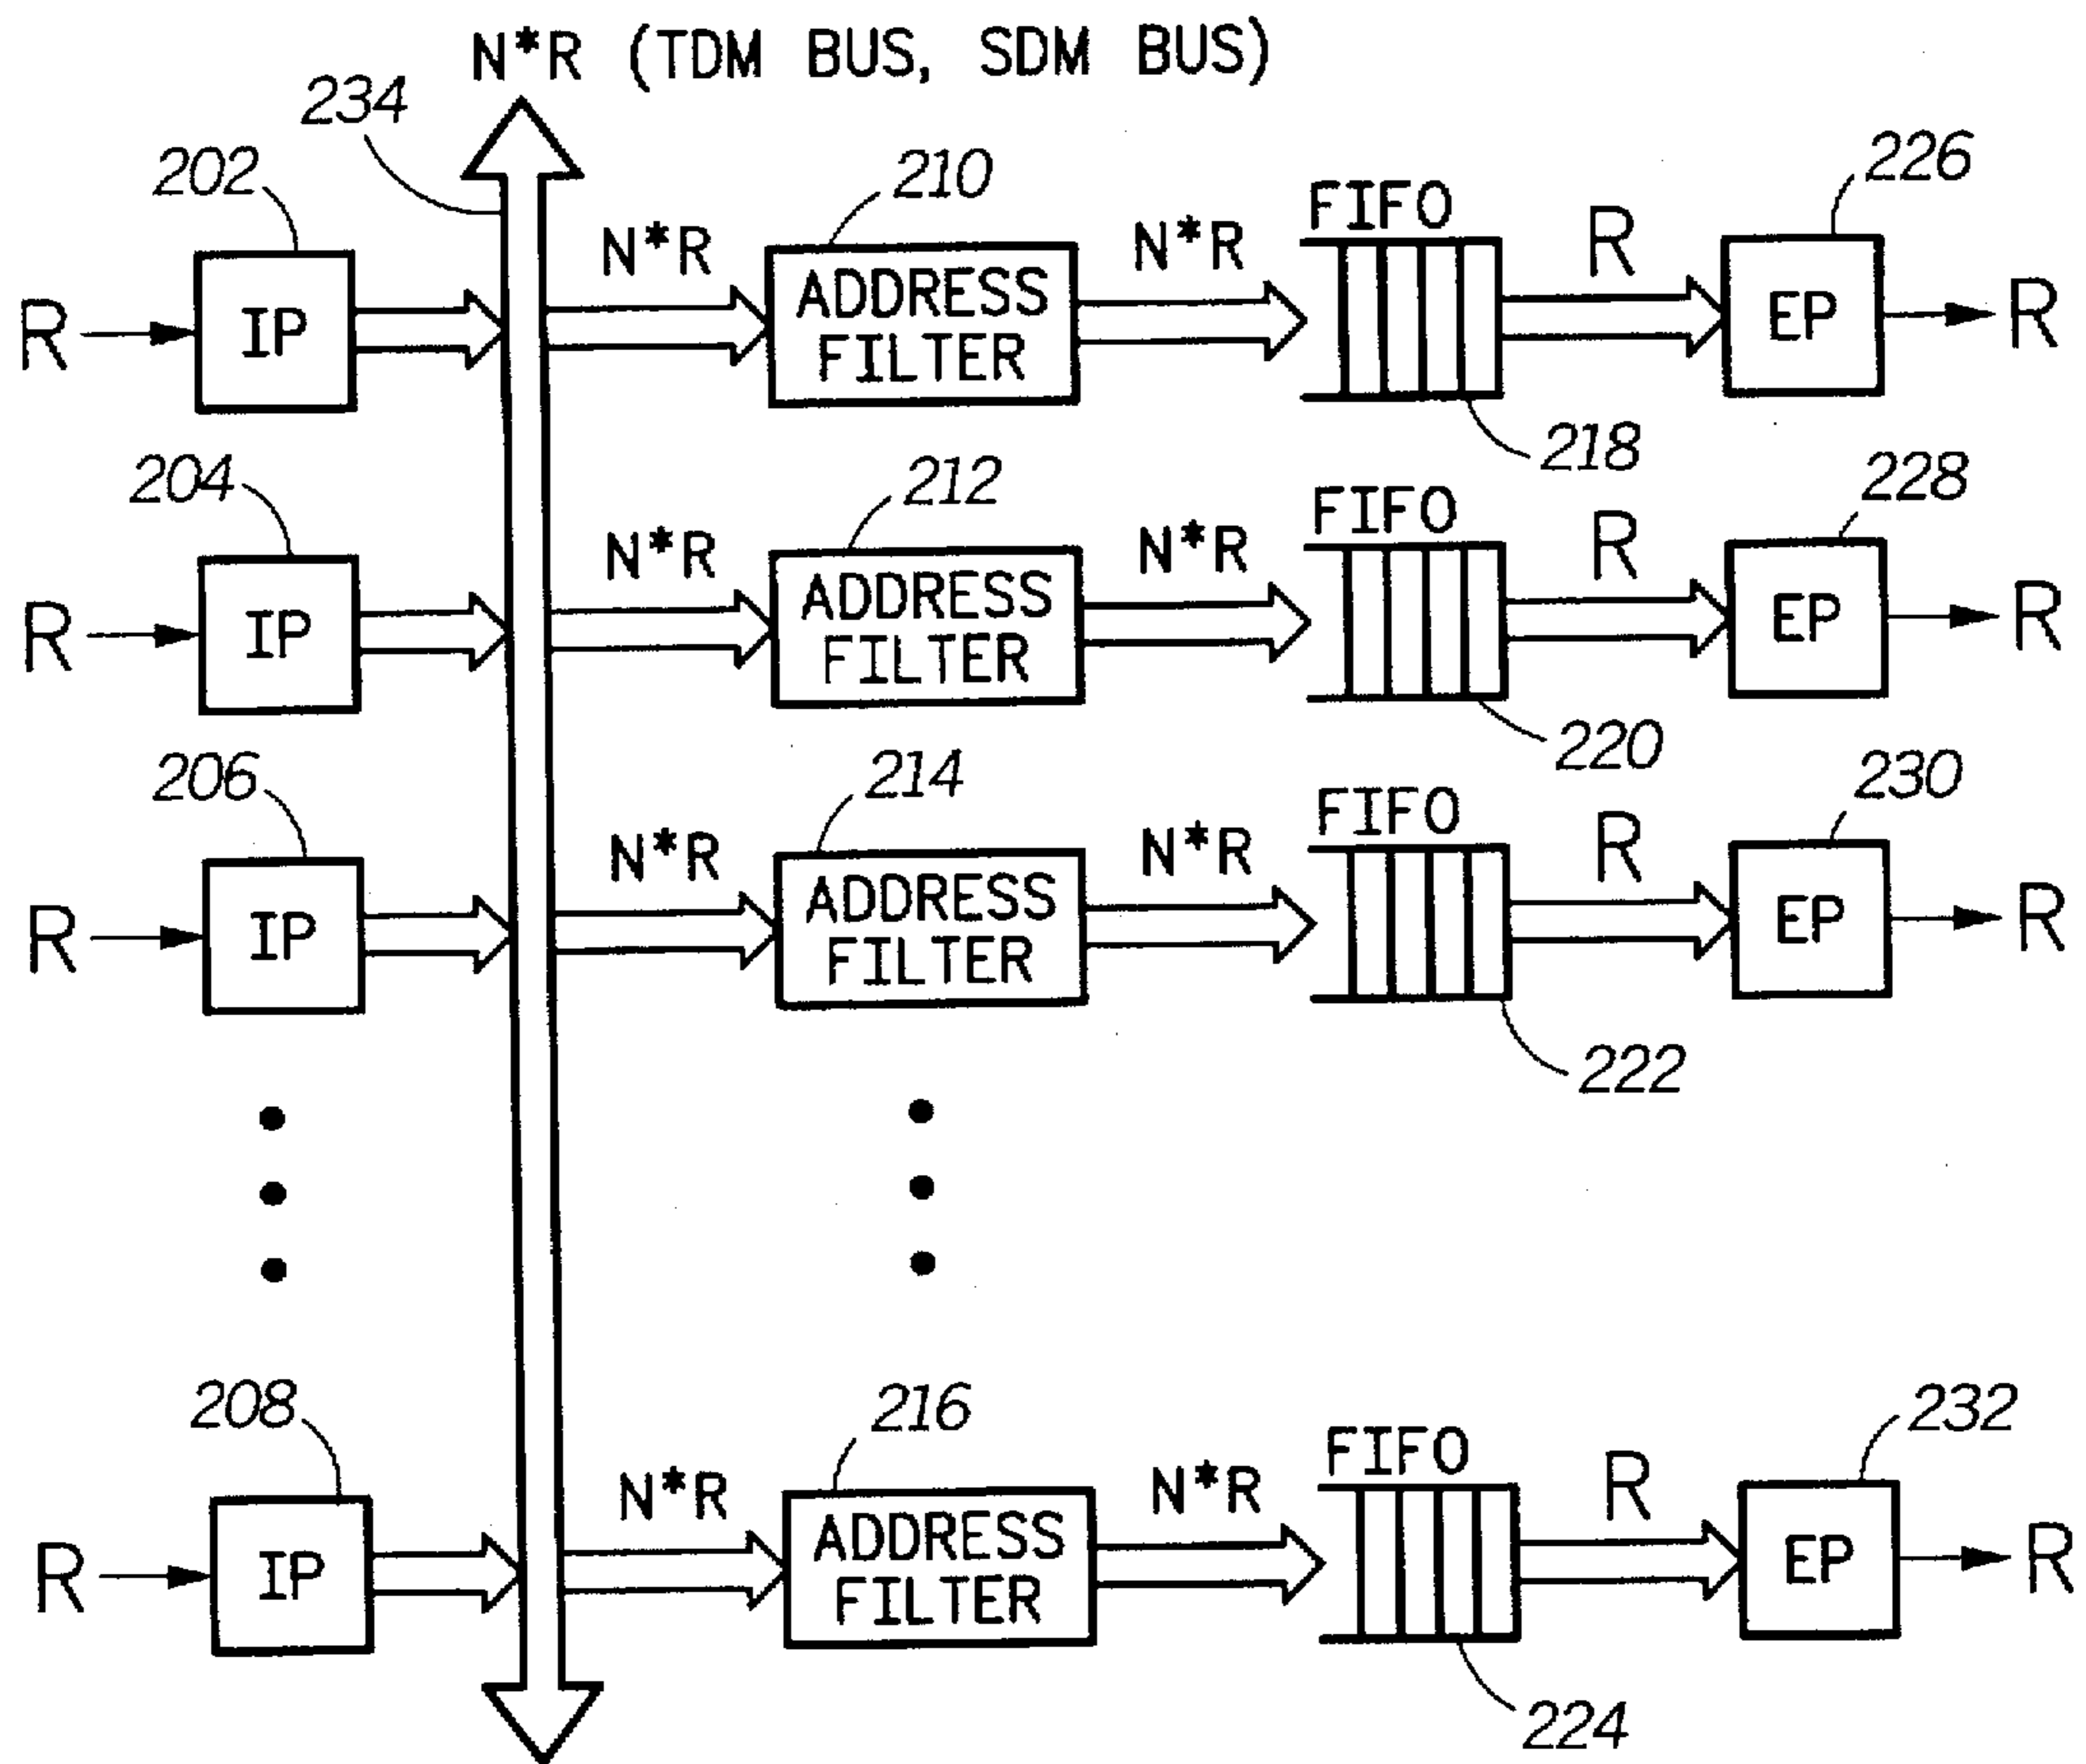 N*R (TDM BUS, SDM BUS)
234
202
210
226
N*R
N*R
FIFO
R
R
IP
ADDRESS
FILTER
EP
R
218
204
212
228
N*R
N*R
FIFO
R
R
IP
ADDRESS
FILTER
EP
R
220
206
214
230
N*R
N*R
FIFO
R
R
IP
ADDRESS
FILTER
EP
R
222
208
216
232
N*R
N*R
FIFO
R
R
IP
ADDRESS
FILTER
EP
R
224